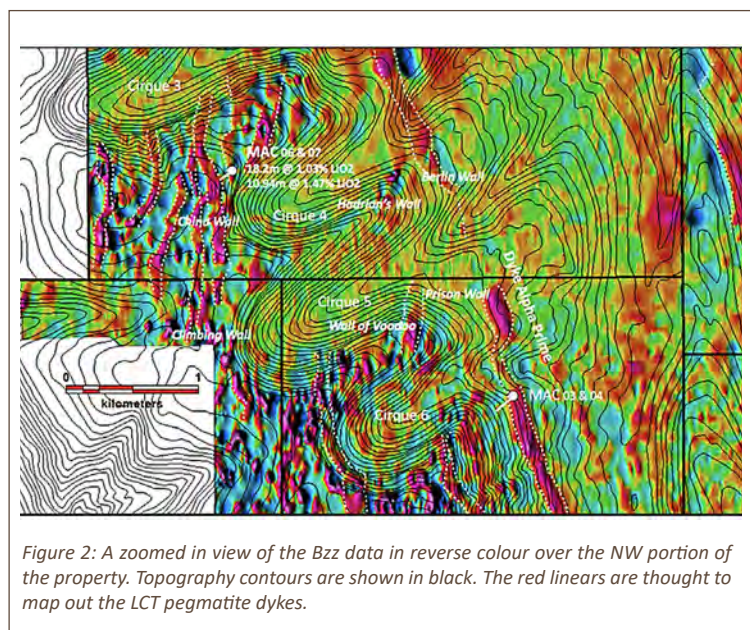 Cirque 3
MAC 06 & 07
18.2m @ 1.03% LIO2
10.94m @ 1.47% LIO2
Berlin Wall
Hadrian's Wall
China Wall
Cirque 4
Dyke Alpha Prime
Cirque 5
Prison Wall
Wall of Voodoo
Climbing Wall
0 1
kilometers
MAC 03 & 04
Cirque 6
Figure 2: A zoomed in view of the Bzz data in reverse colour over the NW portion of
the property. Topography contours are shown in black. The red linears are thought to
map out the LCT pegmatite dykes.